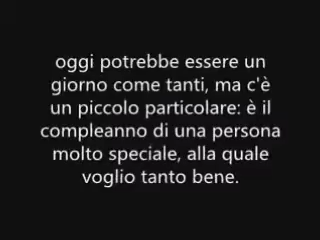 oggi potrebbe essere un
giorno come tanti, ma c'è
un piccolo particolare: è il
compleanno di una persona
molto speciale, alla quale
voglio tanto bene.